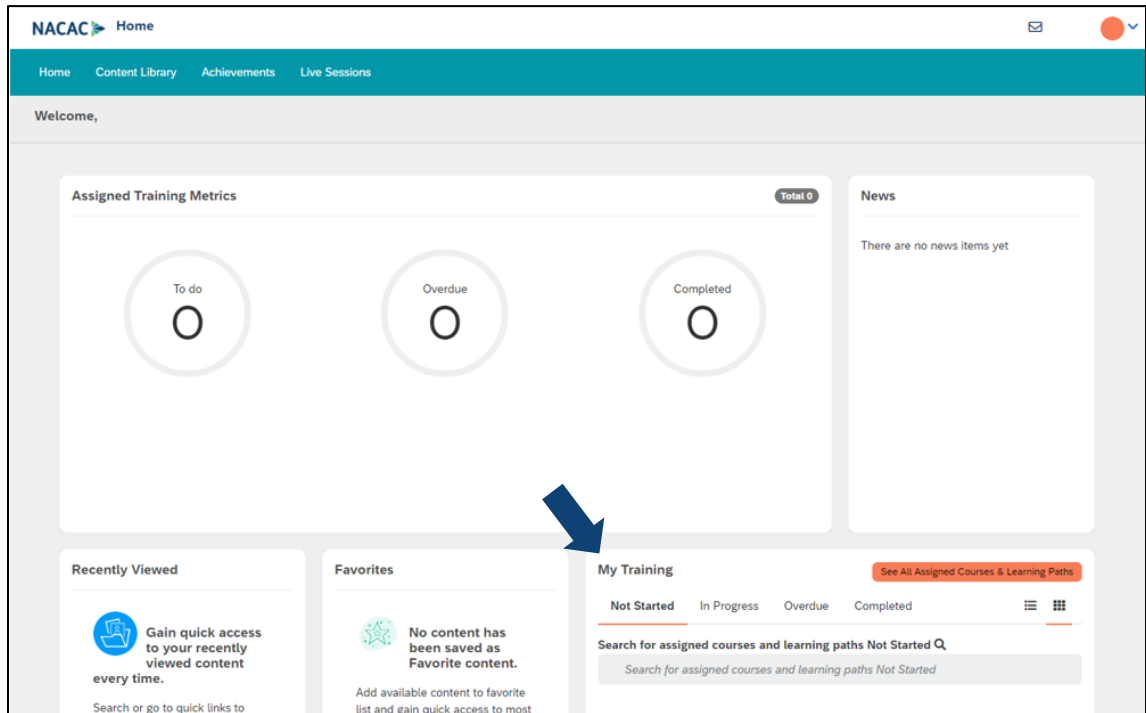 NACAC Home
Home Content Library Achievements Live Sessions
Welcome,
Assigned Training Metrics
Total 0
To do
0
Overdue
0
Completed
0
News
There are no news items yet
Recently Viewed
Gain quick access
to your recently
viewed content
every time.
Search or go to quick links to
Favorites
No content has
been saved as
Favorite content.
Add available content to favorite
list and gain quick access to most
My Training
See All Assigned Courses & Learning Paths
Not Started In Progress Overdue Completed
Search for assigned courses and learning paths Not Started
Search for assigned courses and learning paths Not Started